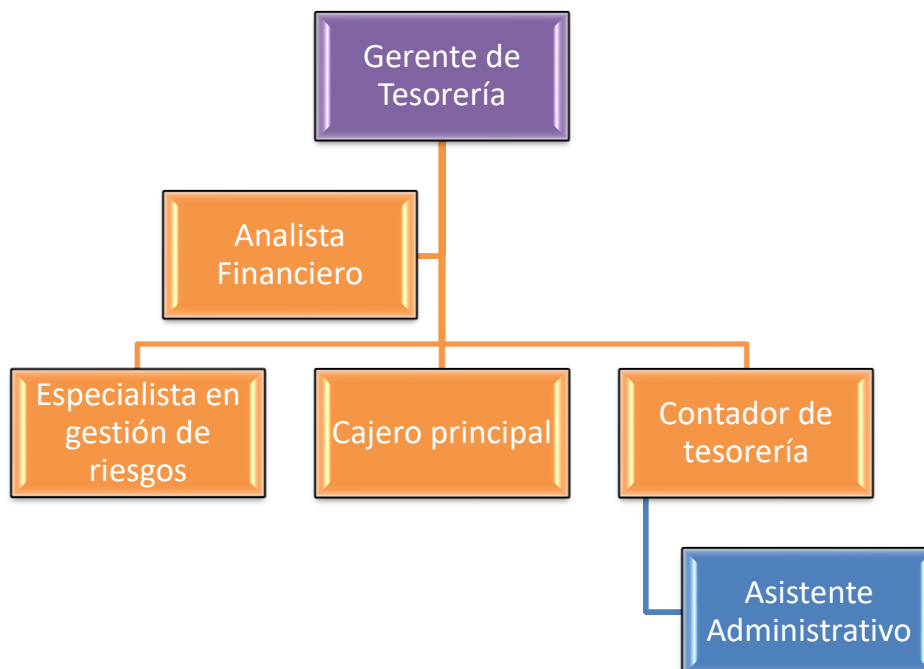 Gerente de
Tesorería
Analista
Financiero
Especialista en
gestión de
riesgos
Cajero principal
Contador de
tesorería
Asistente
Administrativo